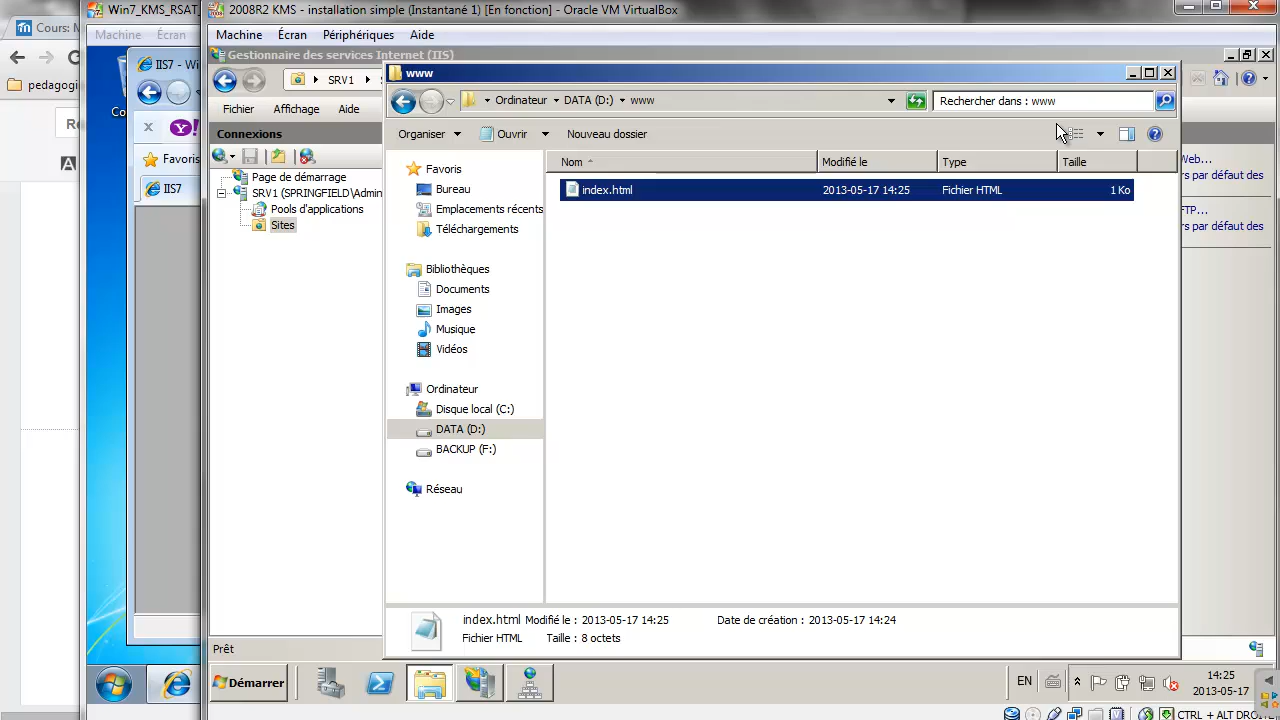 Cours: M
pedagogi
Re
A
Win7_KMS_RSAT_
Machine Écran
IIS7 - Wi
Favoris
IIS7
Co
2008R2 KMS - installation simple (Instantané 1) [En fonction] - Oracle VM VirtualBox
Machine Écran Périphériques Aide
Gestionnaire des services Internet (IIS)
SRV1
Fichier Affichage Aide
Connexions
Page de démarrage
SRV1 (SPRINGFIELD\Admin
Pools d'applications
Sites
Prêt
www
Ordinateur DATA (D:) www
Rechercher dans : www
Organiser Ouvrir Nouveau dossier
Favoris
Bureau
Emplacements récents
Téléchargements
Bibliothèques
Documents
Images
Musique
Vidéos
Ordinateur
Disque local (C:)
DATA (D:)
BACKUP (F:)
Réseau
Nom Modifié le Type Taille
index.html 2013-05-17 14:25 Fichier HTML 1 Ko
index.html Modifié le : 2013-05-17 14:25 Date de création : 2013-05-17 14:24
Fichier HTML Taille : 8 octets
Web...
rs par défaut des
FTP...
rs par défaut des
Démarrer
EN
14:25
2013-05-17
CTRL + ALT DROITE